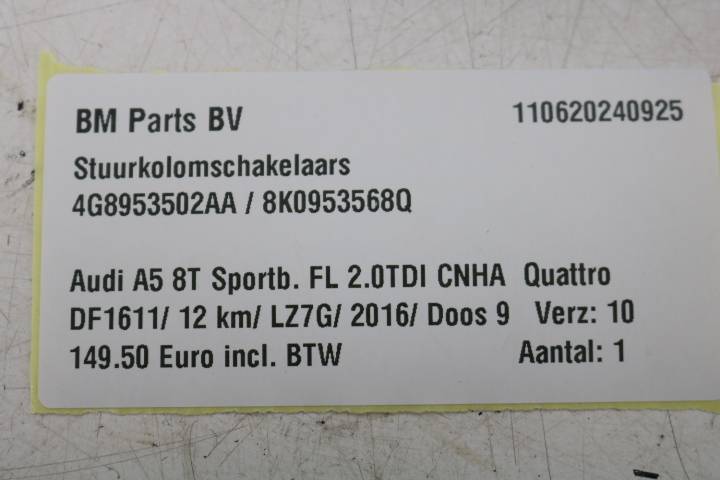 BM Parts BV 110620240925
Stuurkolomschakelaars
4G8953502AA / 8K0953568Q
Audi A5 8T Sportb. FL 2.0TDI CNHA Quattro
DF1611/ 12 km/ LZ7G/ 2016/ Doos 9 Verz: 10
149.50 Euro incl. BTW Aantal: 1